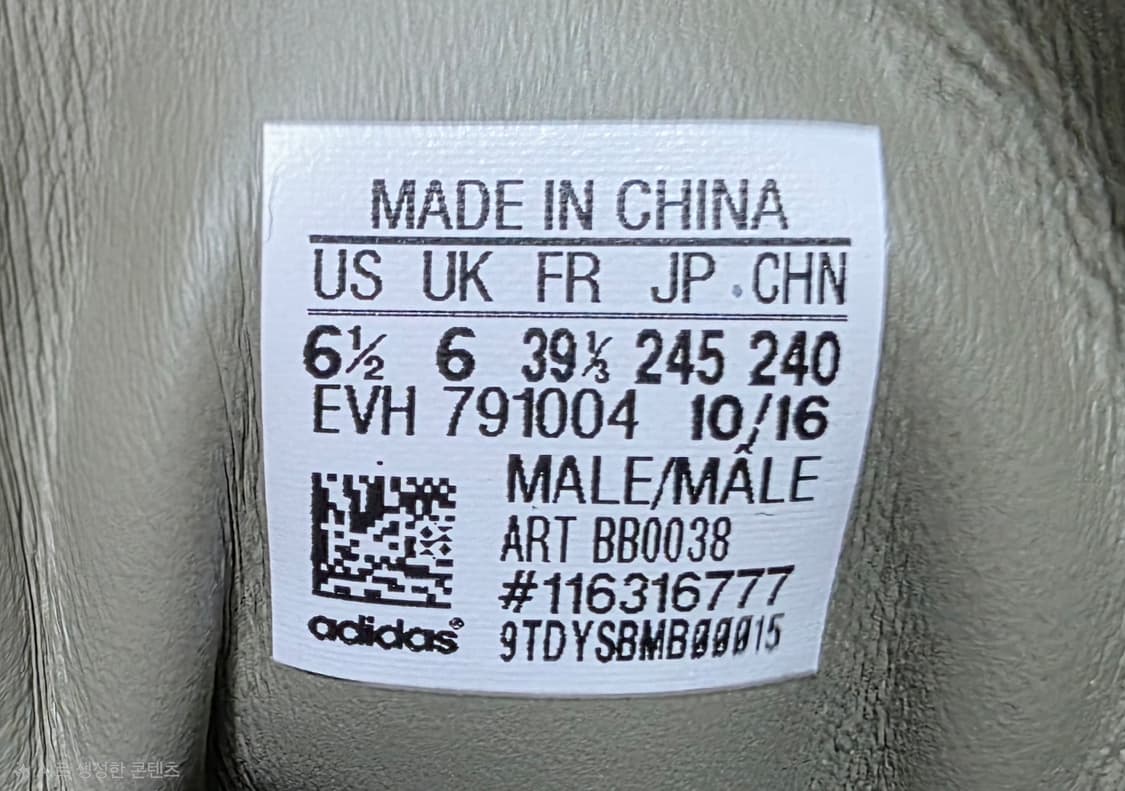 MADE IN CHINA
US UK FR JP CHN
6½ 6 39⅓ 245 240
EVH 791004 10/16
MALE/MÂLE
ART BB0038
#116316777
9TDYSBMB00015
adidas®
생성한 콘텐츠